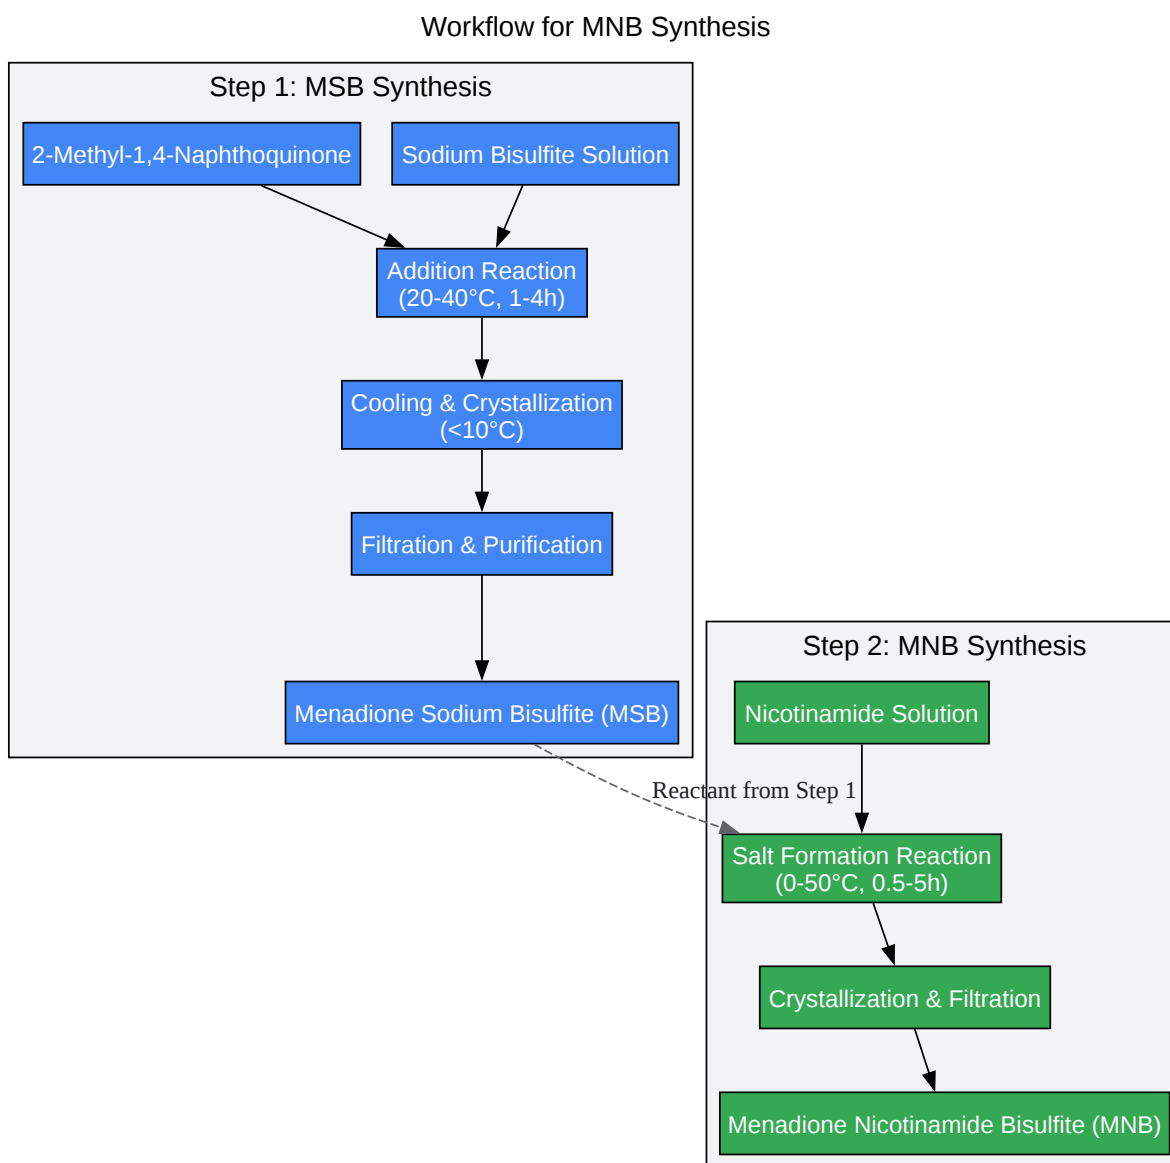 Workflow for MNB Synthesis
Step 1: MSB Synthesis
2-Methyl-1,4-Naphthoquinone
Sodium Bisulfite Solution
Addition Reaction
(20-40°C, 1-4h)
Cooling & Crystallization
(<10°C)
Filtration & Purification
Menadione Sodium Bisulfite (MSB)
Reactant from Step 1
Step 2: MNB Synthesis
Nicotinamide Solution
Salt Formation Reaction
(0-50°C, 0.5-5h)
Crystallization & Filtration
Menadione Nicotinamide Bisulfite (MNB)